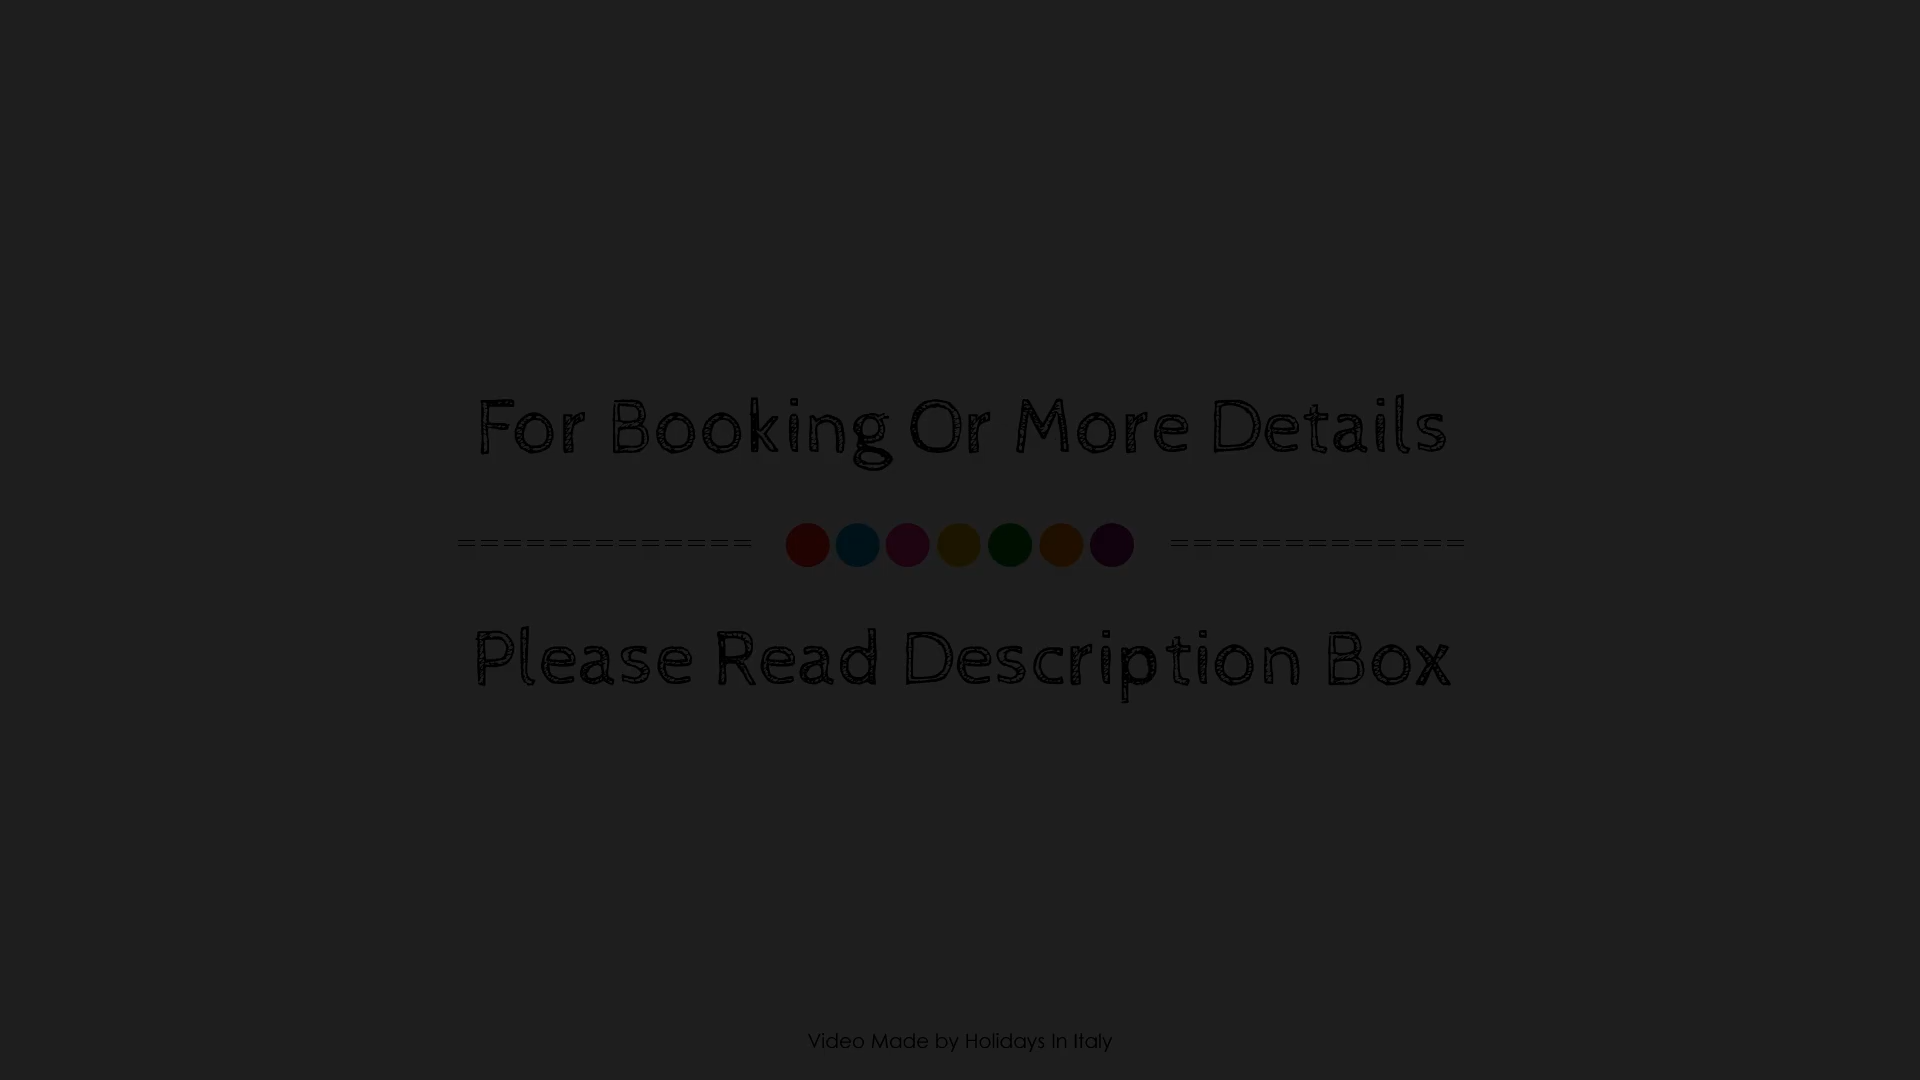 For Booking Or More Details
============= =============
Please Read Description Box
Video Made by Holidays In Italy